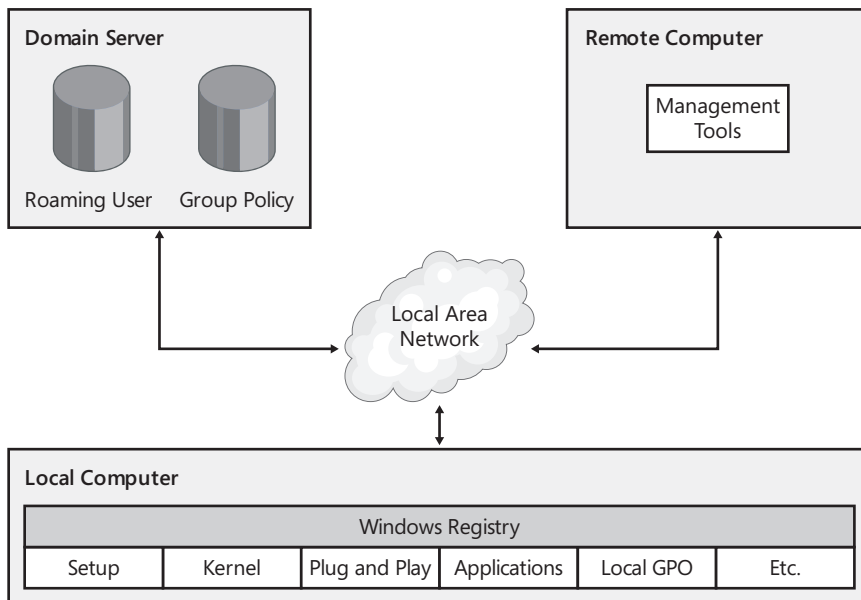 Domain Server
Roaming User
Group Policy
Remote Computer
Management
Tools
Local Area
Network
Local Computer
Windows Registry
Setup
Kernel
Plug and Play
Applications
Local GPO
Etc.